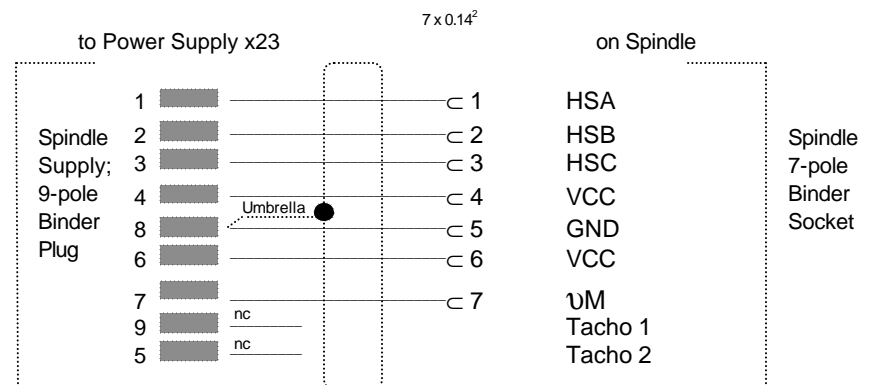 7 x 0.14²
to Power Supply x23
on Spindle
1 ⊂ 1 HSA
Spindle 2 ⊂ 2 HSB Spindle
Supply; 3 ⊂ 3 HSC 7-pole
9-pole 4 ⊂ 4 VCC Binder
Umbrella
Binder 8 ⊂ 5 GND Socket
Plug 6 ⊂ 6 VCC
7 ⊂ 7 υM
nc
9 Tacho 1
nc
5 Tacho 2